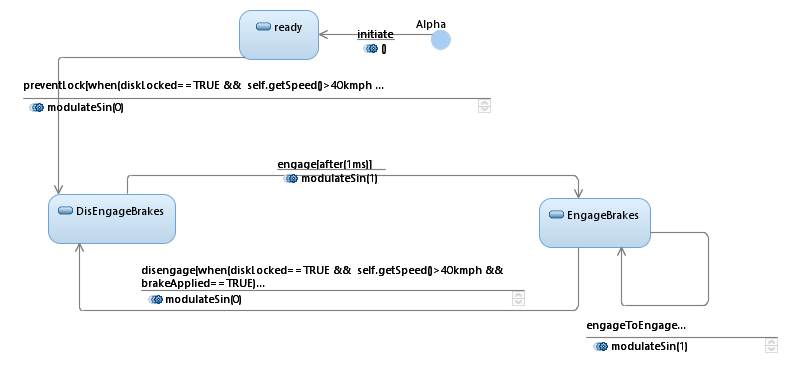 Alpha
ready
initiate
()
preventLock[when(diskLocked==TRUE && self.getSpeed()>40kmph ...
modulateSin(0)
engage[after(1ms)]
modulateSin(1)
DisEngageBrakes
EngageBrakes
disengage[when(diskLocked==TRUE && self.getSpeed()>40kmph &&
brakeApplied==TRUE)...
modulateSin(0)
engageToEngage...
modulateSin(1)